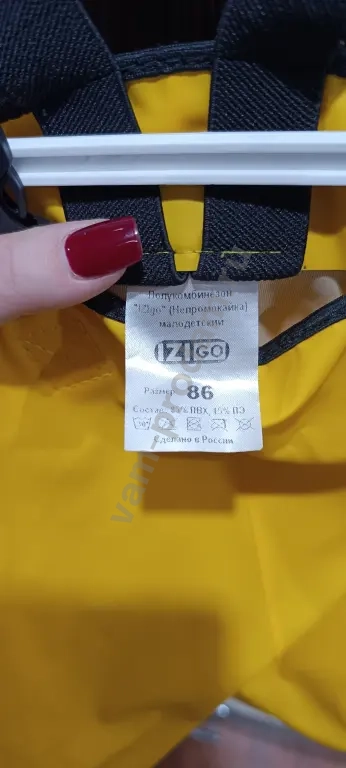 Полукомбинезон
"IZIgo" (Непромокайка)
малодетский
IZIGO
Размер 86
Состав: 85% ПВХ, 15% ПЭ
Сделано в России